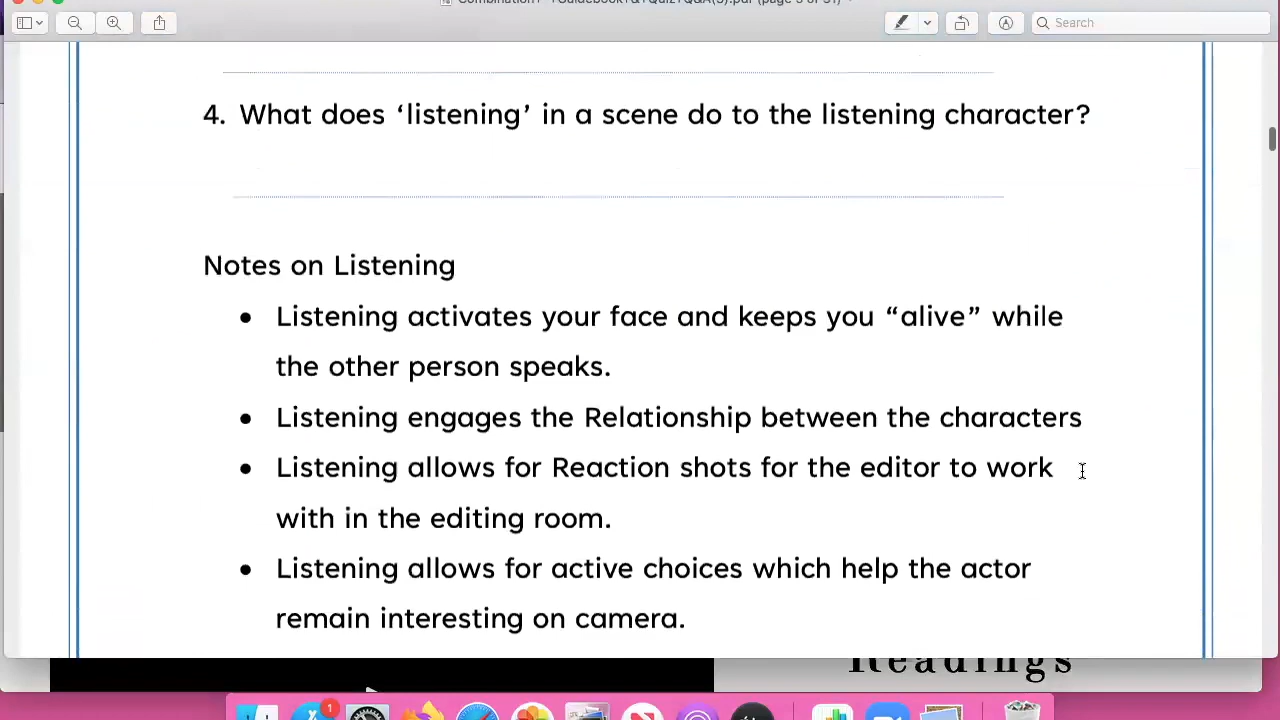 Search
4. What does ‘listening’ in a scene do to the listening character?
Notes on Listening
• Listening activates your face and keeps you “alive” while
the other person speaks.
• Listening engages the Relationship between the characters
• Listening allows for Reaction shots for the editor to work
with in the editing room.
• Listening allows for active choices which help the actor
remain interesting on camera.
Readings
1